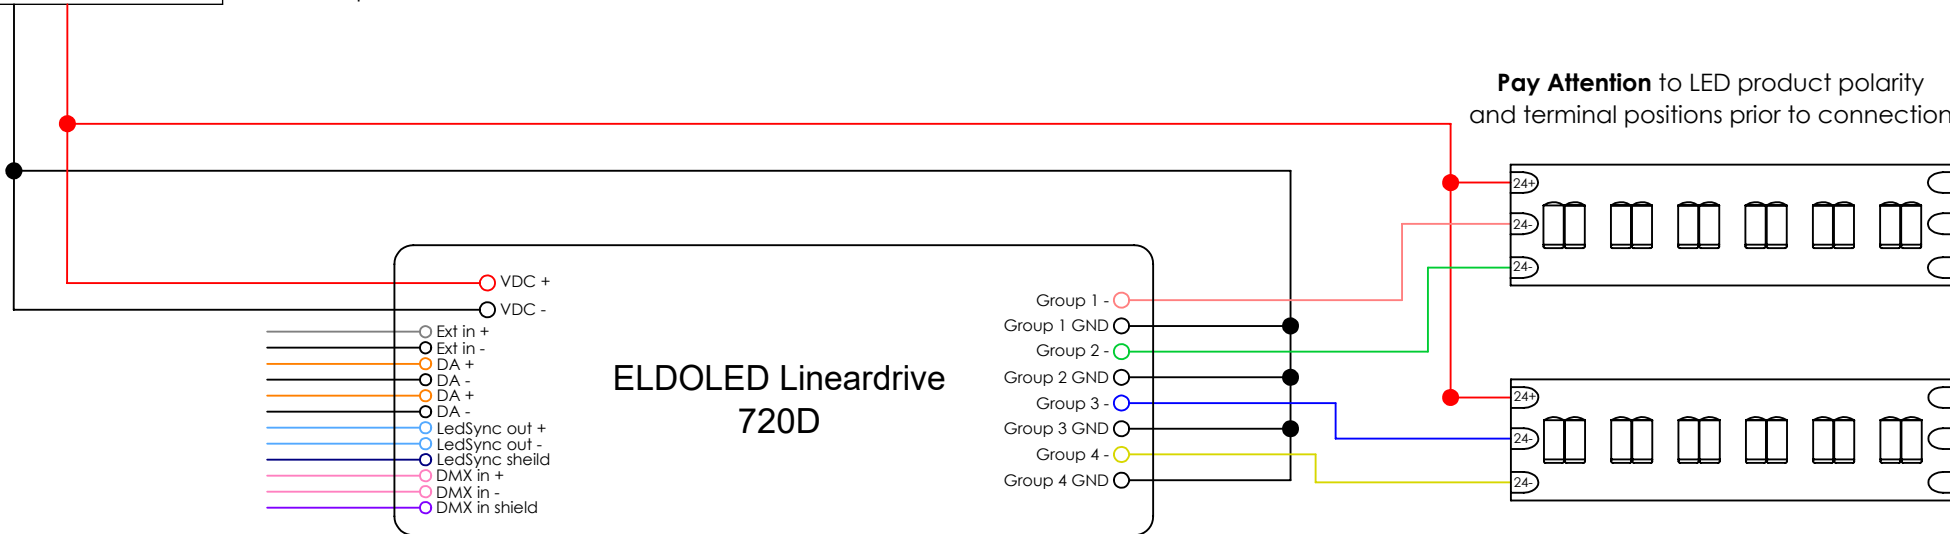 Pay Attention to LED product polarity
and terminal positions prior to connection
24+
24-
24-
VDC +
VDC -
Ext in +
Ext in -
DA +
DA -
DA +
DA -
LedSync out +
LedSync out -
LedSync sheild
DMX in +
DMX in -
DMX in shield
ELDOLED Lineardrive
720D
Group 1 -
Group 1 GND
Group 2 -
Group 2 GND
Group 3 -
Group 3 GND
Group 4 -
Group 4 GND
24+
24-
24-